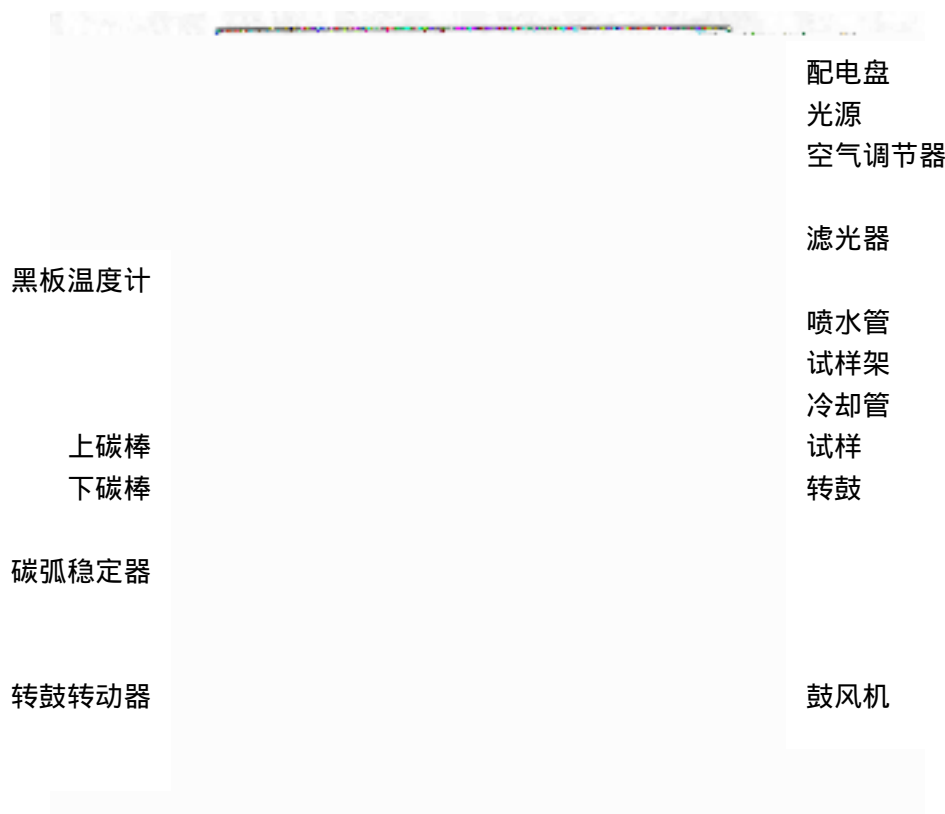 配电盘
光源
空气调节器
滤光器
黑板温度计
喷水管
试样架
冷却管
上碳棒
试样
下碳棒
转鼓
碳弧稳定器
转鼓转动器
鼓风机